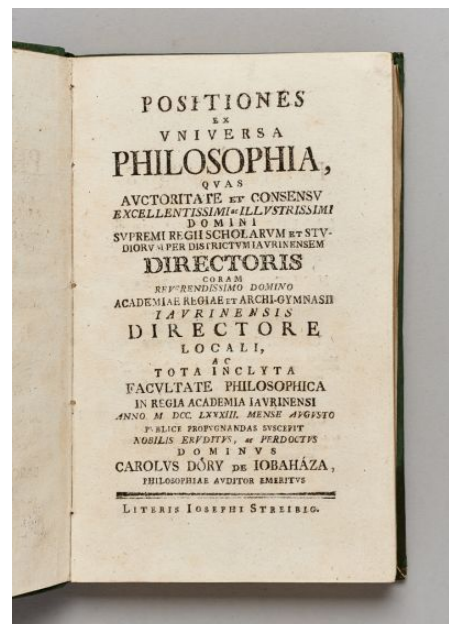 POSITIONES
EX
VNIVERSA
PHILOSOPHIA,
QVAS
AVCTORITATE ET CONSENSV
EXCELLENTISSIMI ac ILLVSTRISSIMI
DOMINI
SVPREMI REGII SCHOLARVM ET STV-
DIORVM PER DISTRICTVM IAVRINENSEM
DIRECTORIS
CORAM
REVERENDISSIMO DOMINO
ACADEMIAE REGIAE ET ARCHI-GYMNASII
IAVRINENSIS
DIRECTORE
LOCALI,
AC
TOTA INCLYTA
FACVLTATE PHILOSOPHICA
IN REGIA ACADEMIA IAVRINENSI
ANNO M DCC. LXXXIII. MENSE AVGVSTO
PVBLICE PROPVGNANDAS SVSCEPIT
NOBILIS ERVDITVS, ac PERDOCTVS
DOMINVS
CAROLVS DÓRY DE IOBAHÁZA,
PHILOSOPHIAE AVDITOR EMERITVS
LITERIS IOSEPHI STREIBIG.